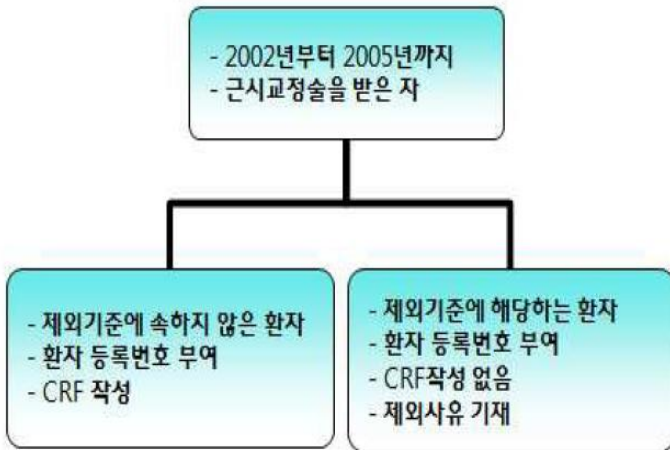 - 2002년부터 2005년까지
- 근시교정술을 받은 자
- 제외기준에 속하지 않은 환자
- 환자 등록번호 부여
- CRF 작성
- 제외기준에 해당하는 환자
- 환자 등록번호 부여
- CRF작성 없음
- 제외사유 기재